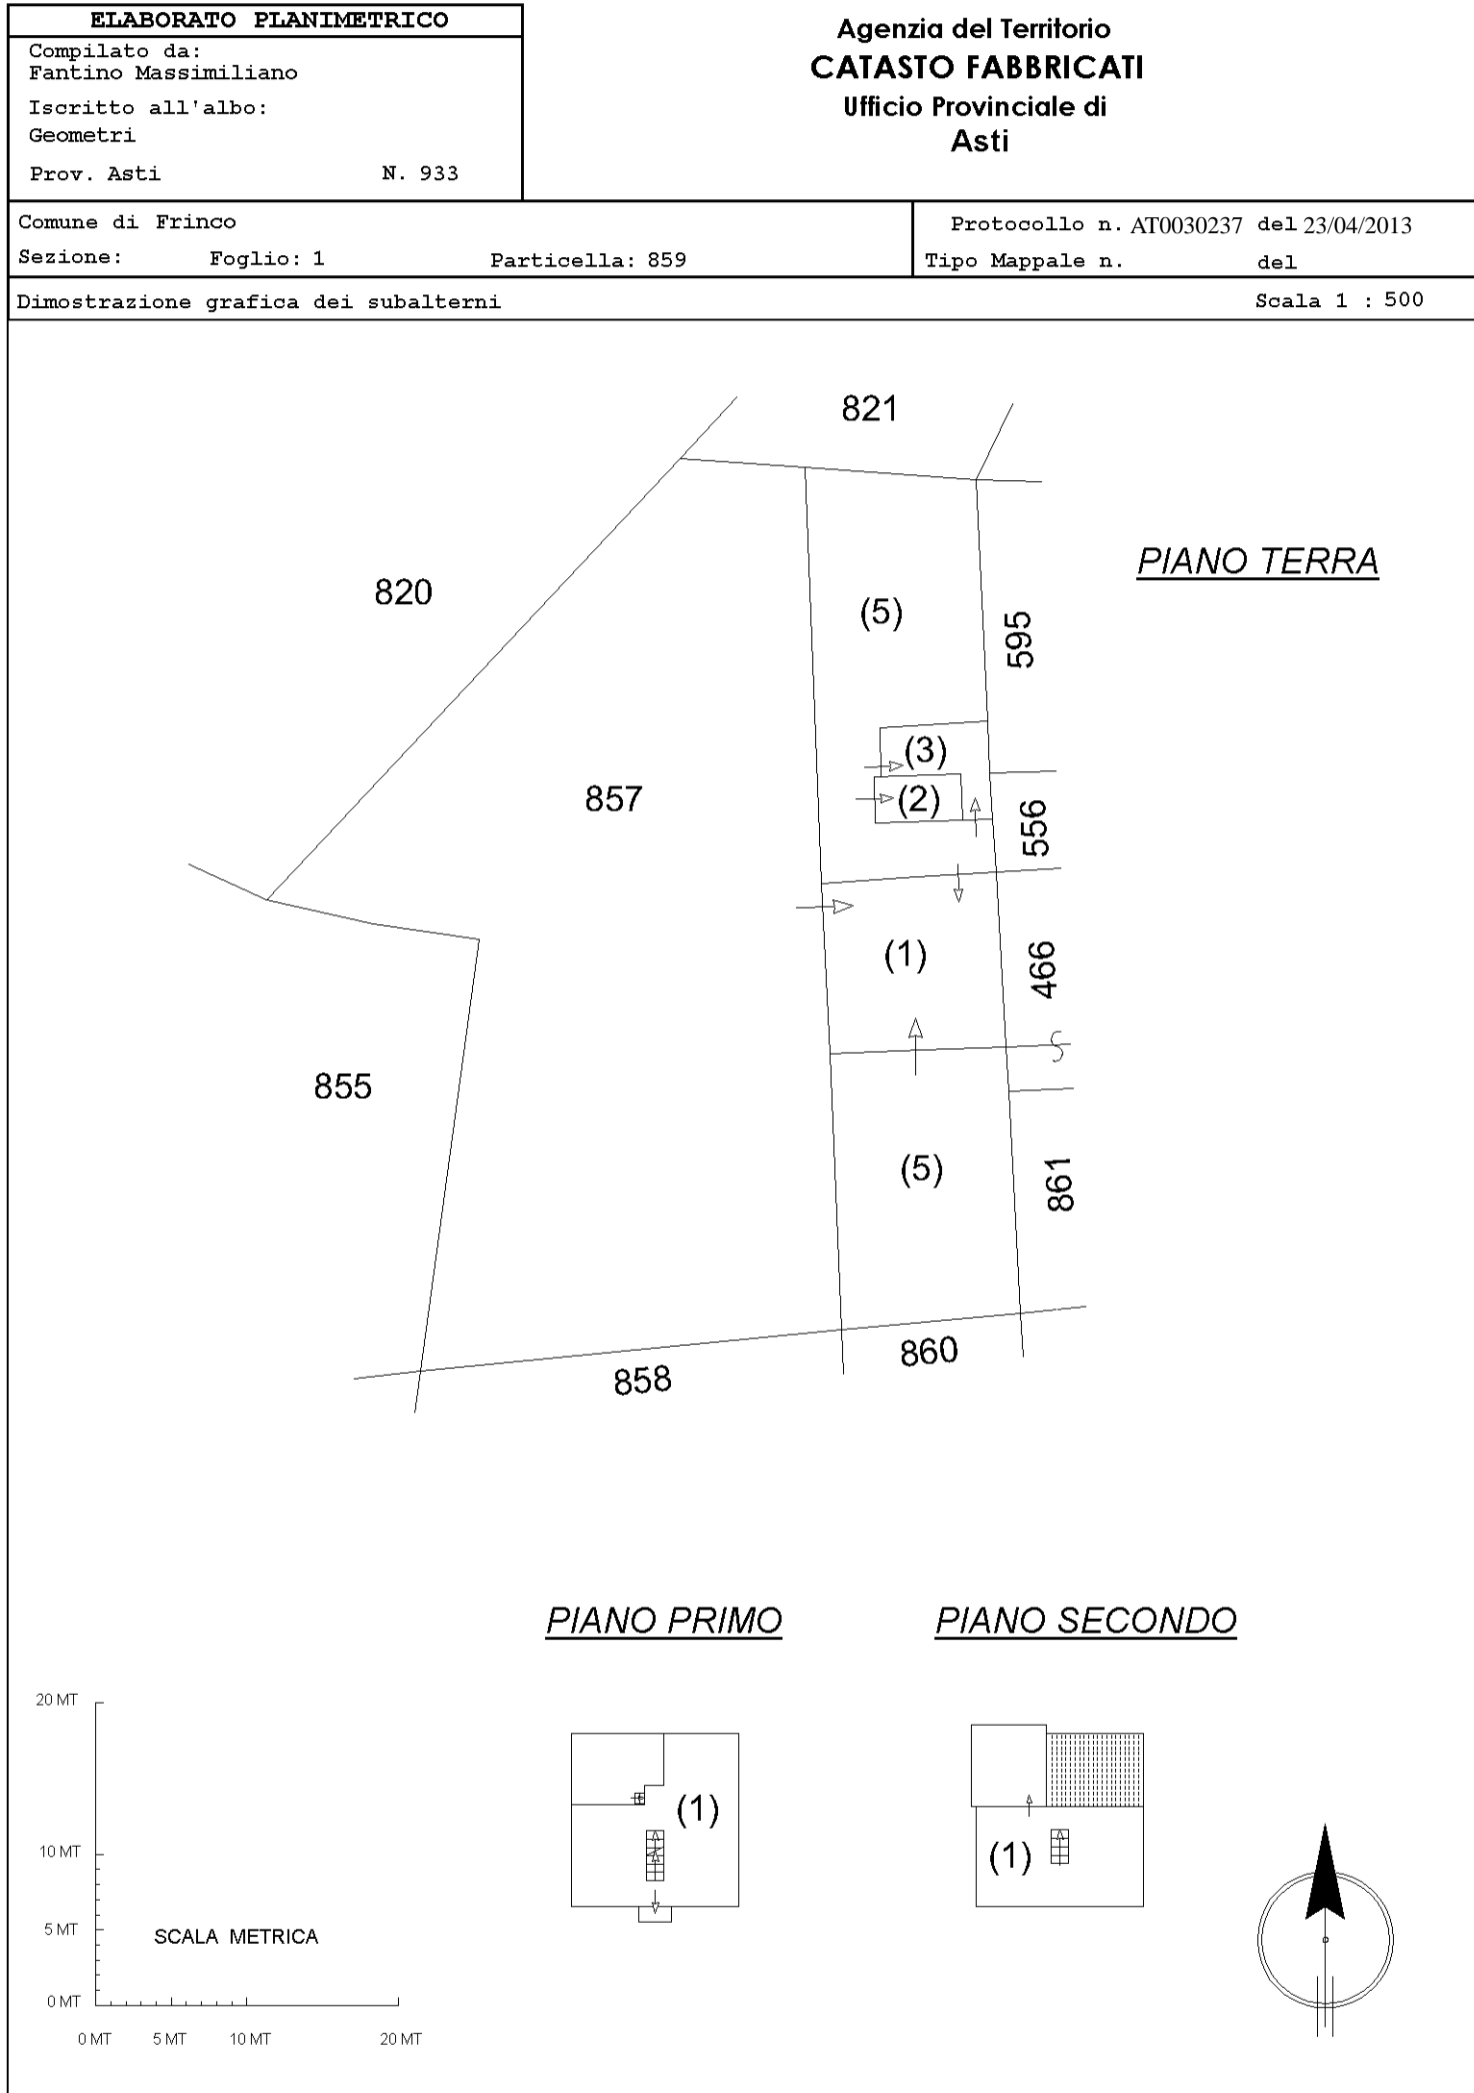 ELABORATO PLANIMETRICO
Compilato da:
Fantino Massimiliano
Iscritto all'albo:
Geometri
Prov. Asti N. 933
Agenzia del Territorio
CATASTO FABBRICATI
Ufficio Provinciale di
Asti
Comune di Frinco
Sezione: Foglio: 1 Particella: 859
Protocollo n. AT0030237 del 23/04/2013
Tipo Mappale n. del
Dimostrazione grafica dei subalterni Scala 1 : 500
821
PIANO TERRA
820
(5)
595
(3)
857
(2)
556
(1)
466
855
(5)
861
860
858
PIANO PRIMO
PIANO SECONDO
20 MT
(1)
10 MT
(1)
5 MT
SCALA METRICA
0 MT
0 MT 5 MT 10 MT 20 MT